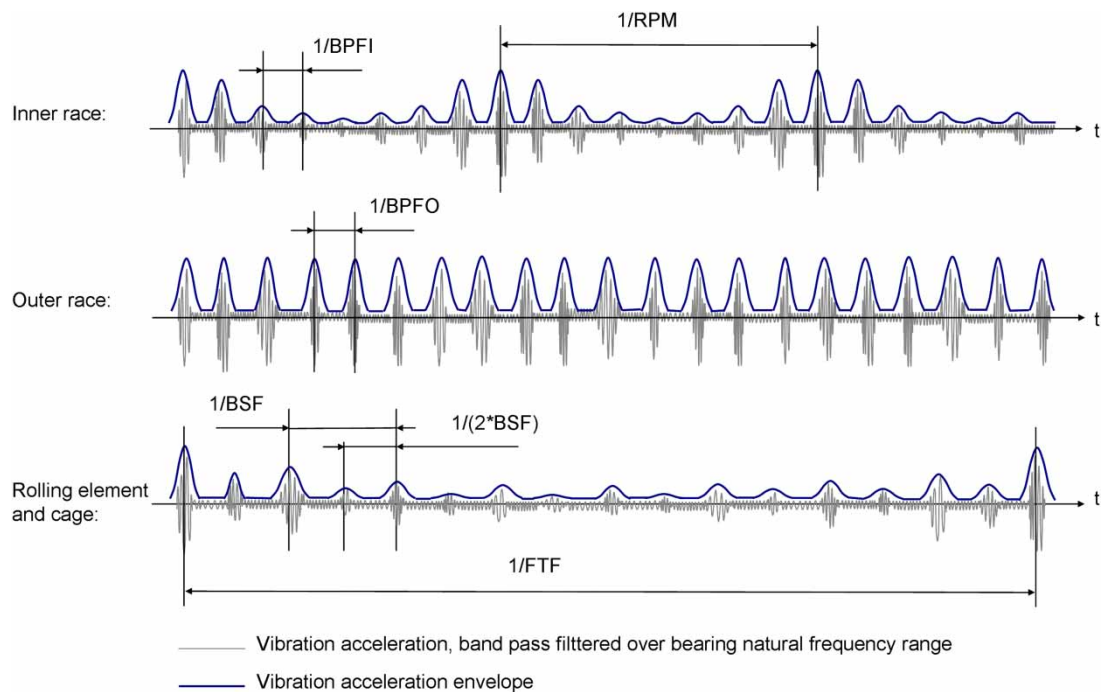 1/RPM
1/BPFI
Inner race:
t
1/BPFO
Outer race:
t
1/BSF
1/(2*BSF)
Rolling element
and cage:
t
1/FTF
Vibration acceleration, band pass filttered over bearing natural frequency range
Vibration acceleration envelope